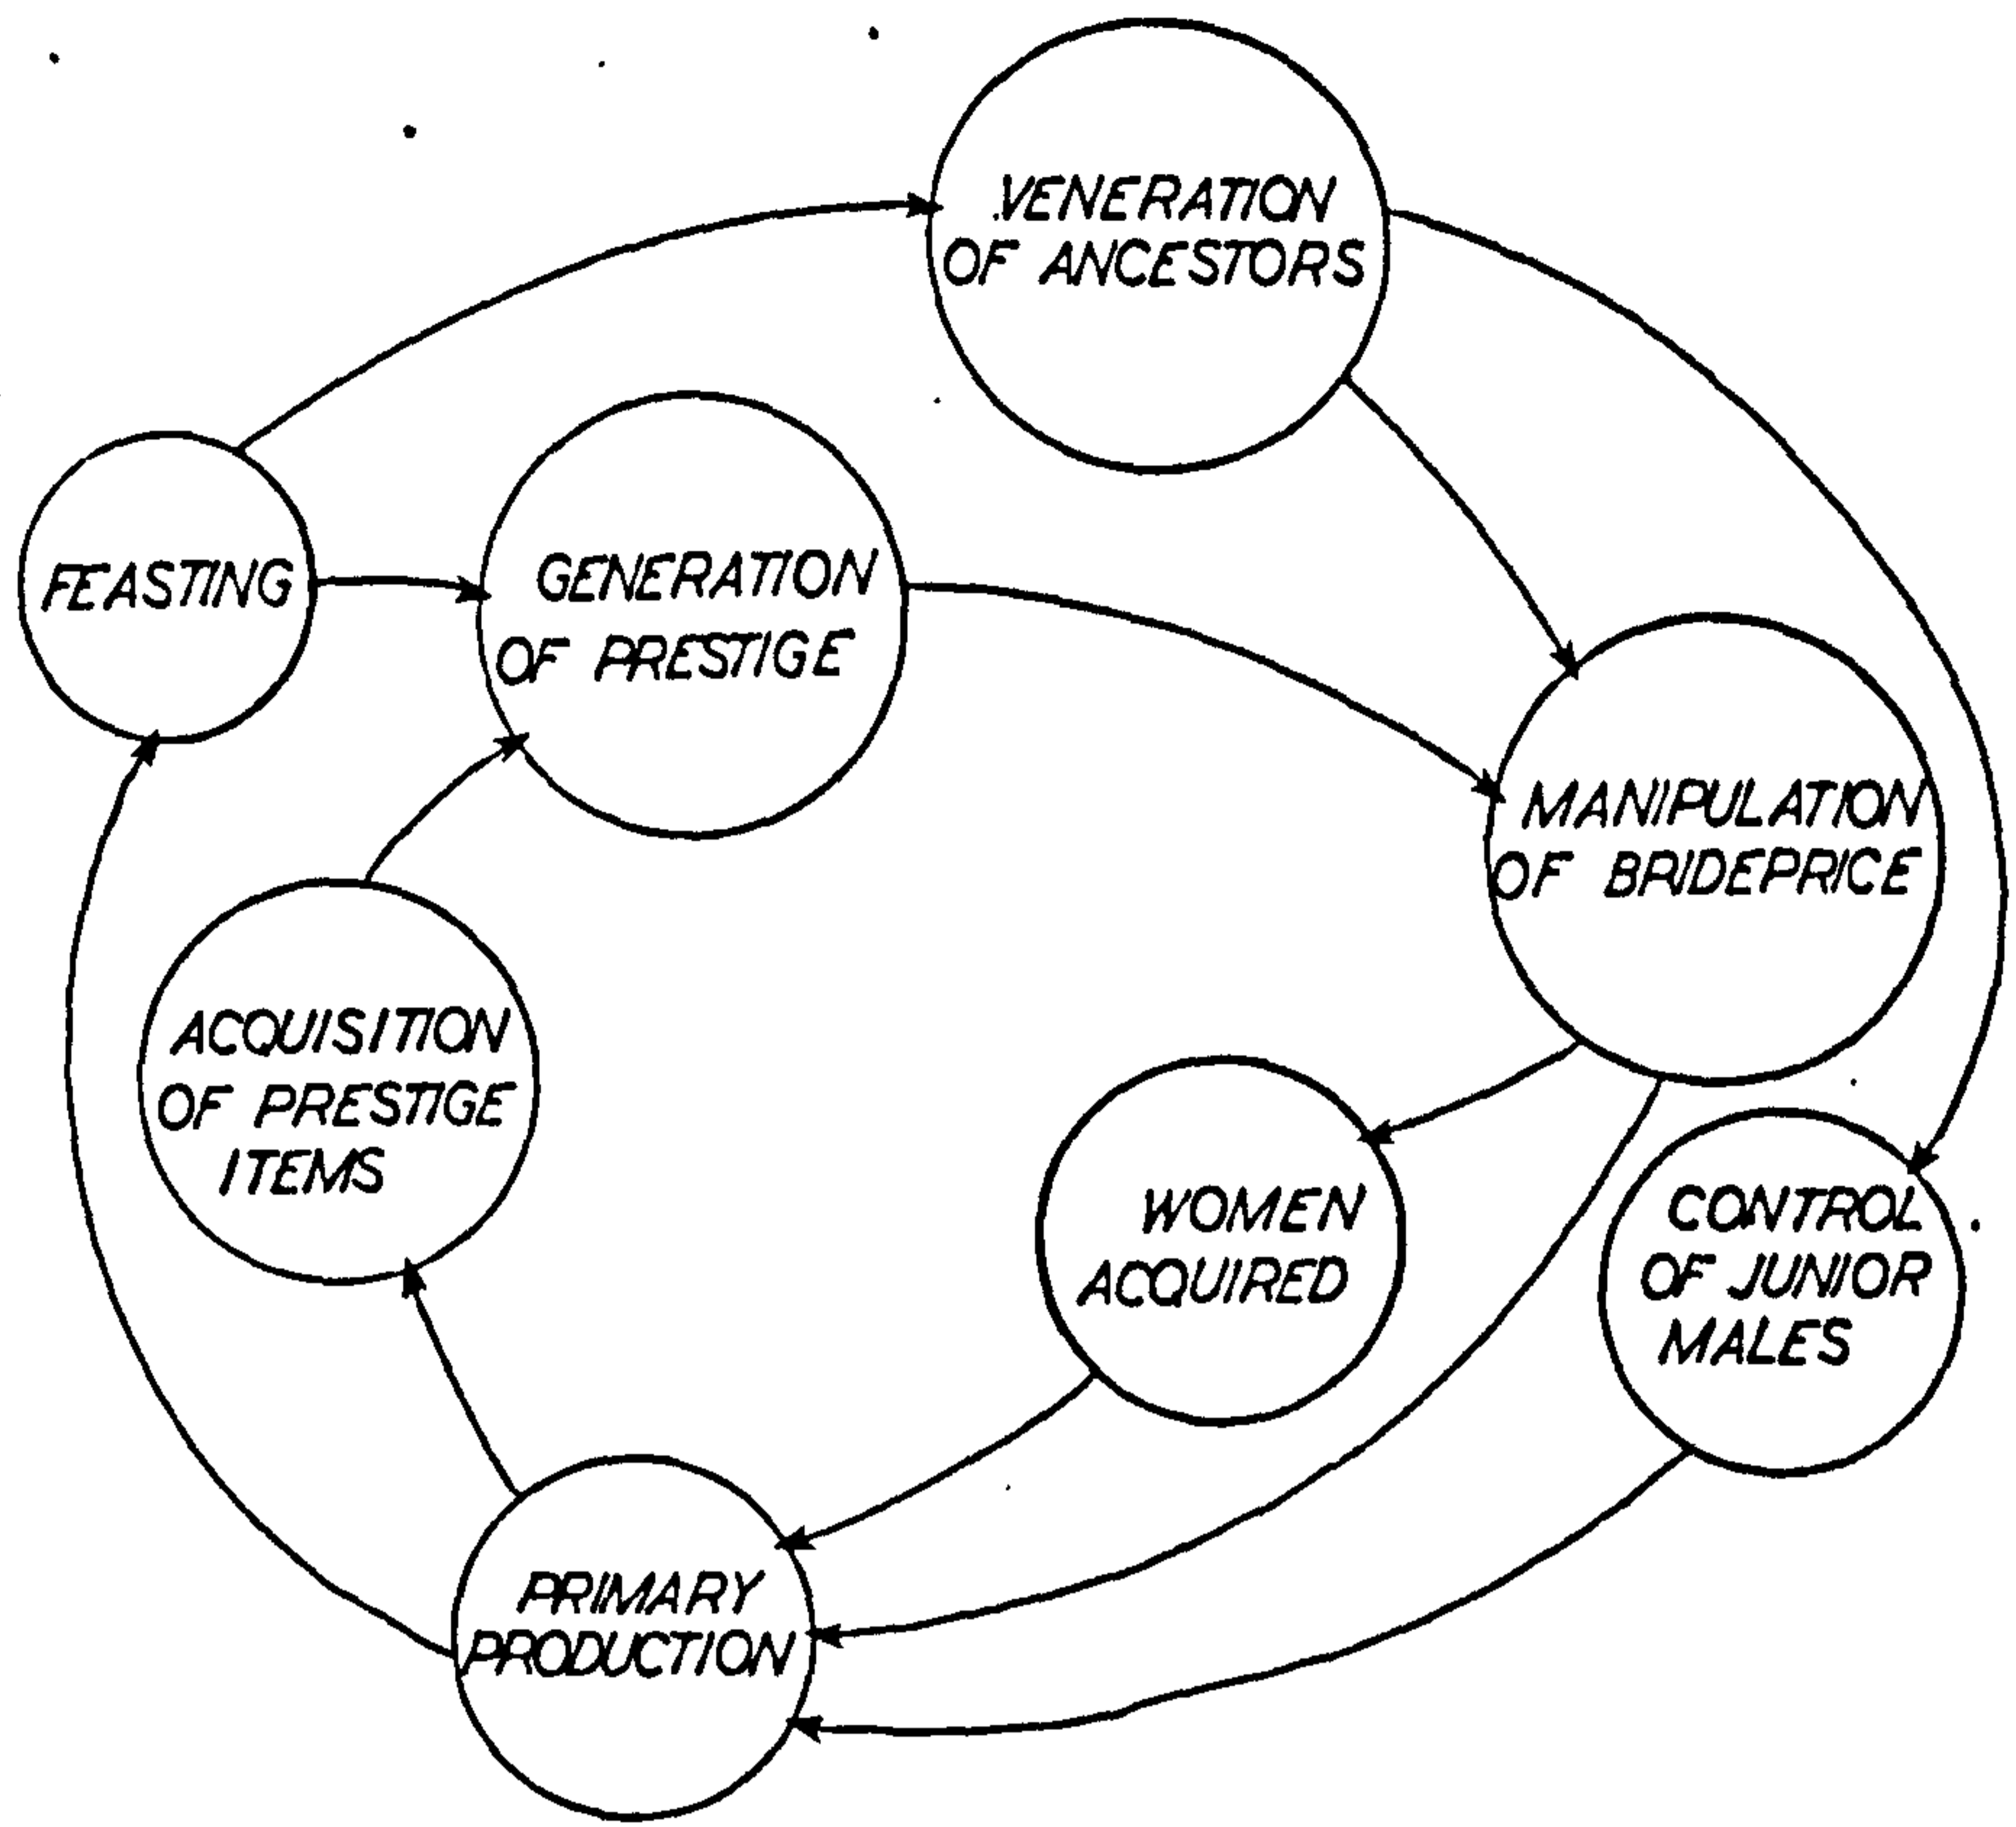 VENERATION
OF ANCESTORS
FEASTING
GENERATION
OF PRESTIGE
MANIPULATION
OF BRIDEPRICE
ACQUISITION
OF PRESTIGE
ITEMS
WOMEN
ACQUIRED
CONTROL
OF JUNIOR
MALES
PRIMARY
PRODUCTION